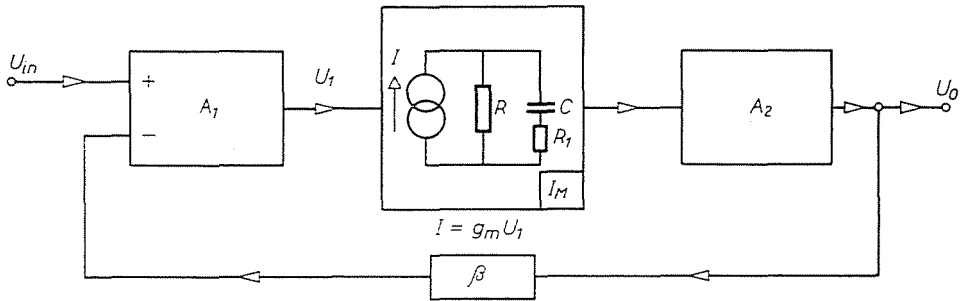 U_in
+
−
A_1
U_1
I
R
C
R_1
I_M
I = g_m U_1
A_2
U_0
β